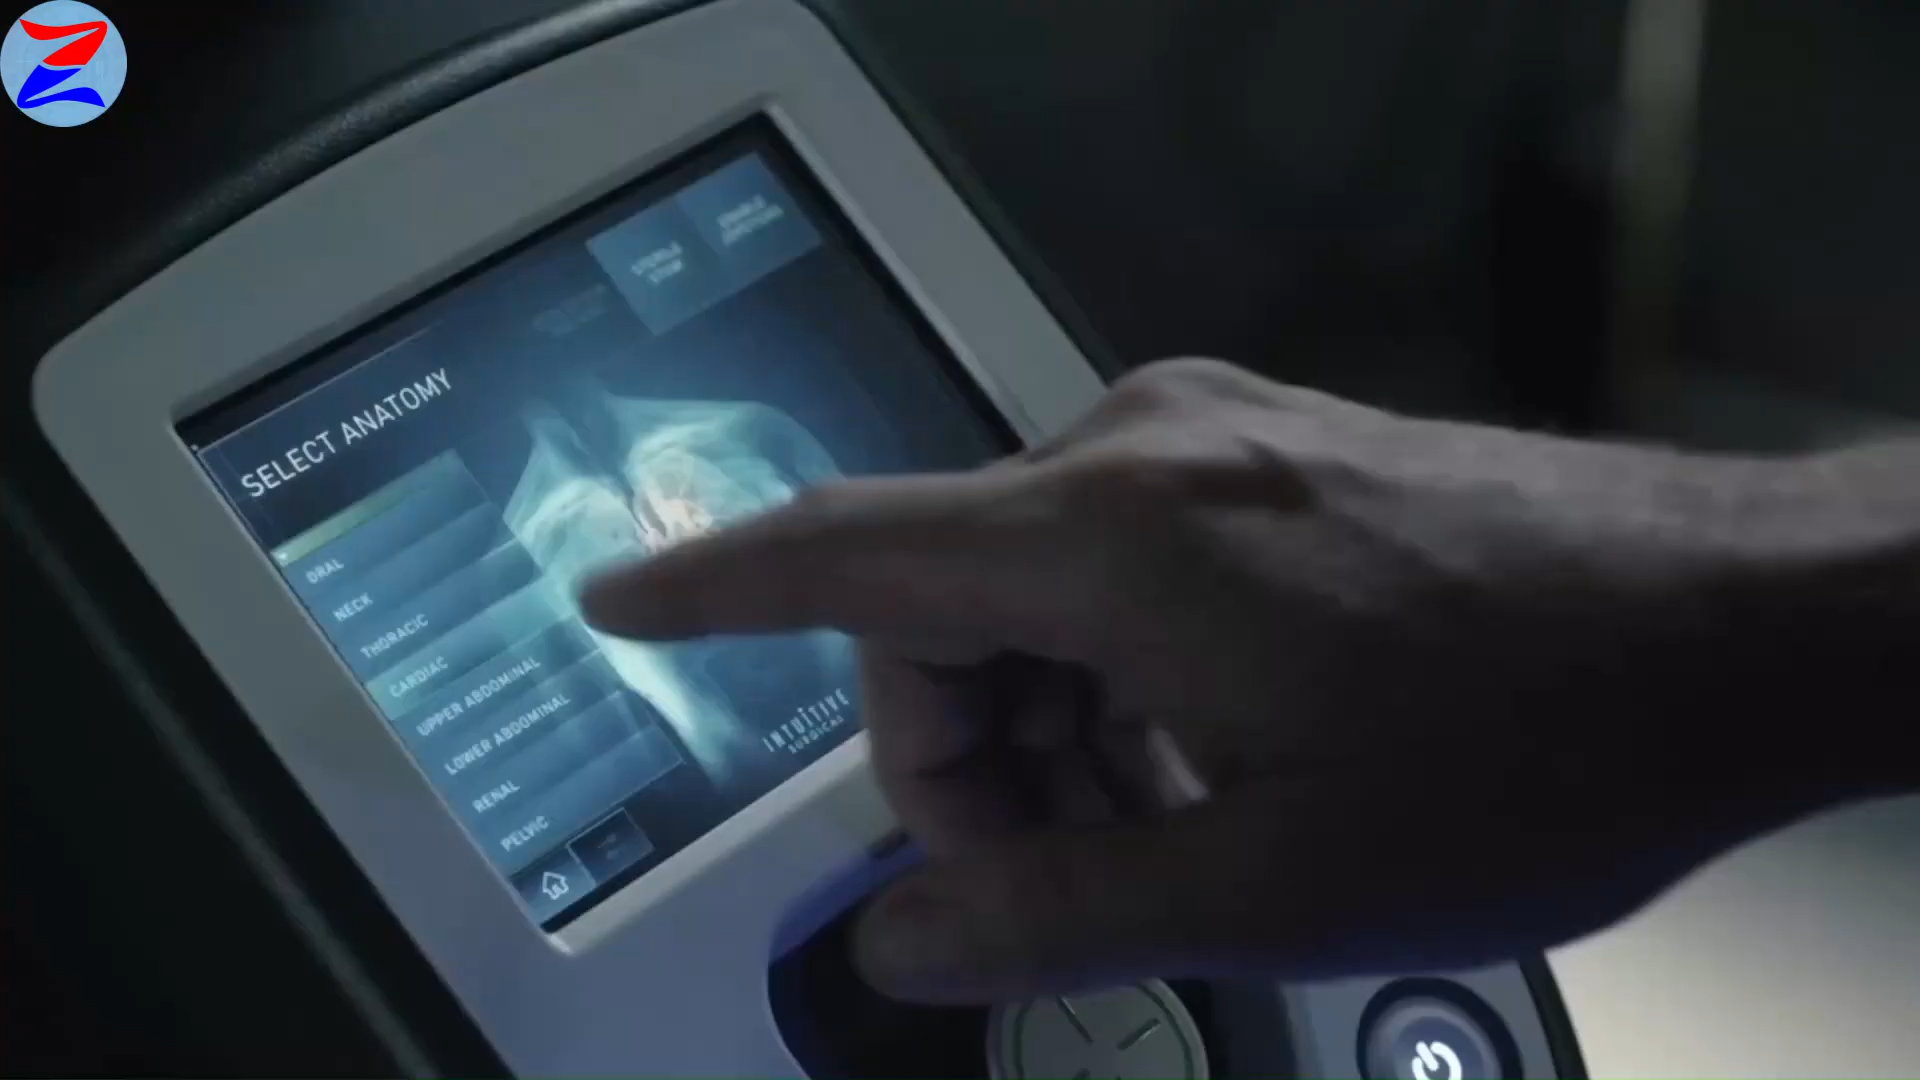 SELECT ANATOMY
ORAL
NECK
THORACIC
CARDIAC
UPPER ABDOMINAL
LOWER ABDOMINAL
RENAL
PELVIC
INTUITIVE
SURGICAL